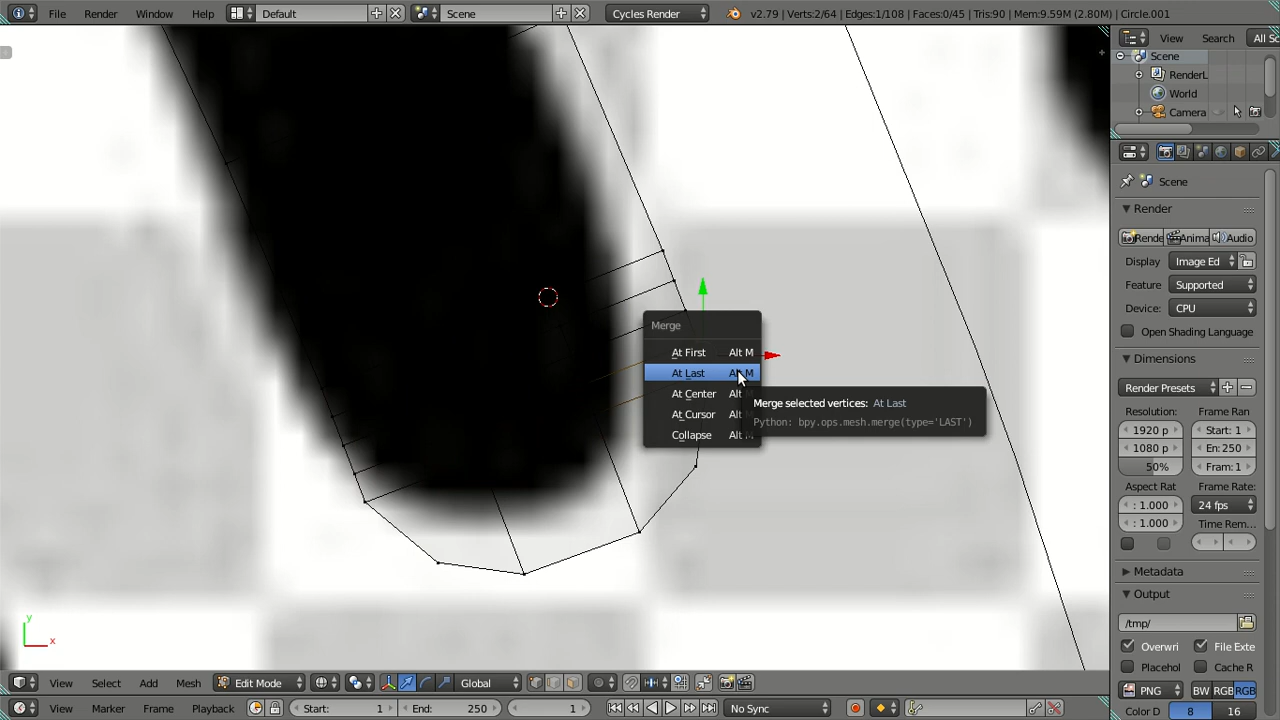 File Render Window Help Default Scene Cycles Render v2.79 | Verts:2/64 | Edges:1/108 | Faces:0/45 | Tris:90 | Mem:9.59M (2.80M) | Circle.001
View Search All Sc
Scene
RenderL
World
Camera
Scene
Render
Rende Anima Audio
Display Image Ed
Feature Supported
Device: CPU
Open Shading Language
Dimensions
Render Presets
Resolution: Frame Ran
1920 p Start: 1
1080 p En: 250
50% Fram: 1
Aspect Rat Frame Rate:
: 1.000 24 fps
: 1.000 Time Rem...
Metadata
Output
/tmp/
Overwri File Exte
Placehol Cache R
PNG BW RGB RGB
Color D 8 16
Merge
At First Alt M
At Last Alt M
At Center Alt
At Cursor Alt
Collapse Alt M
Merge selected vertices: At Last
Python: bpy.ops.mesh.merge(type='LAST')
y
x
View Select Add Mesh Edit Mode Global
View Marker Frame Playback Start: 1 End: 250 1 No Sync